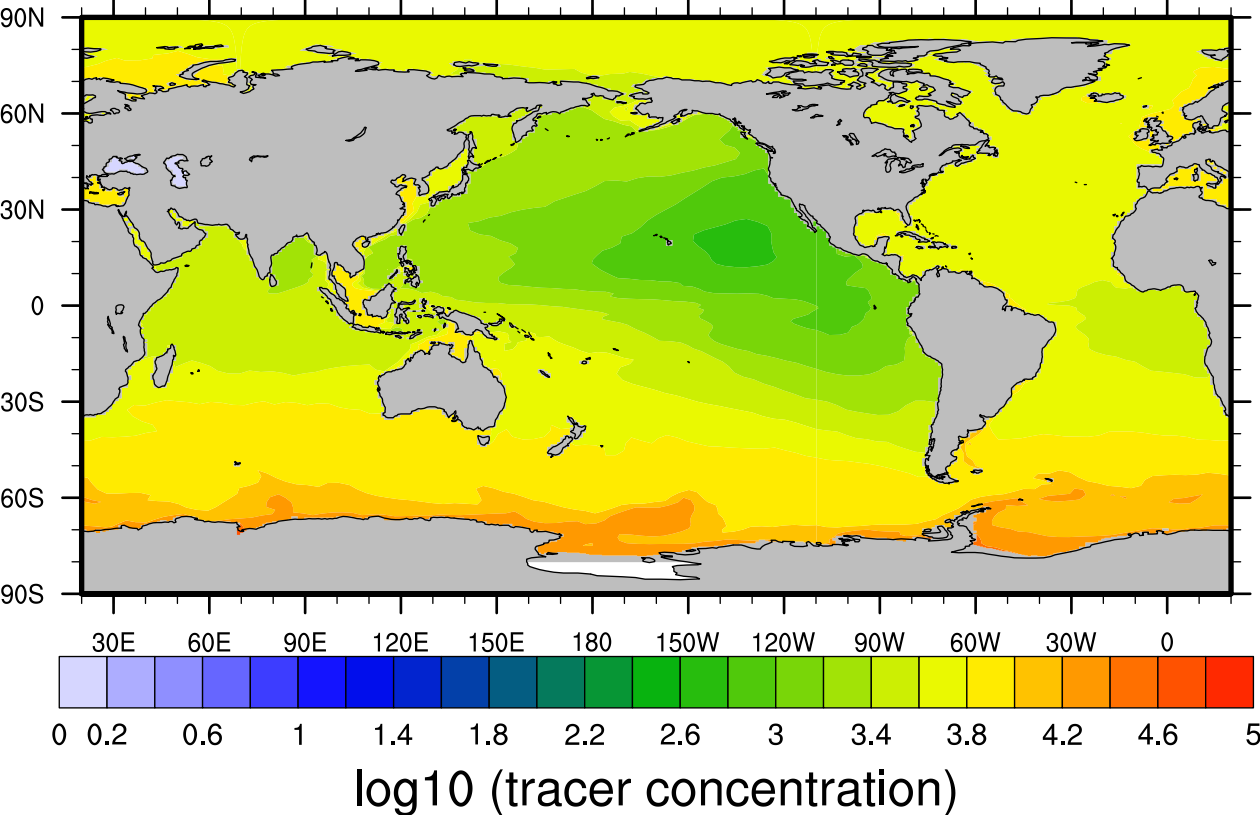 90N
60N
30N
0
30S
60S
90S
30E 60E 90E 120E 150E 180 150W 120W 90W 60W 30W 0
0 0.2 0.6 1 1.4 1.8 2.2 2.6 3 3.4 3.8 4.2 4.6 5
log10 (tracer concentration)